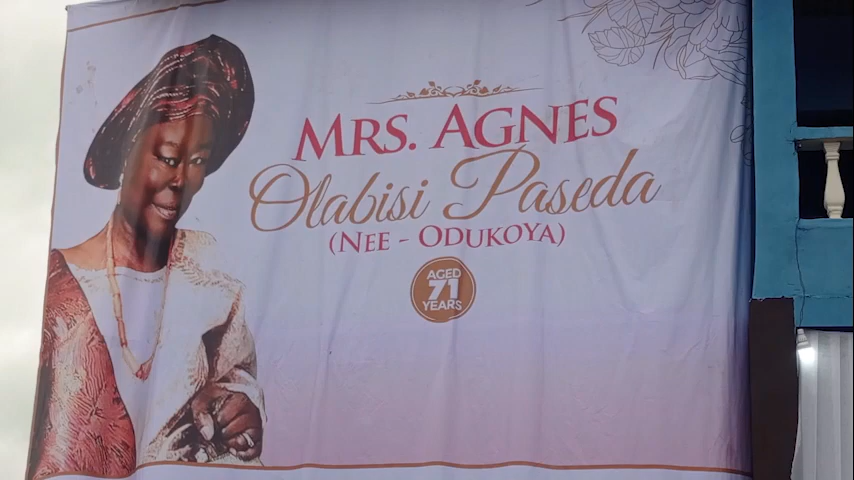 MRS. AGNES
Olabisi Paseda
(NEE - ODUKOYA)
AGED
71
YEARS